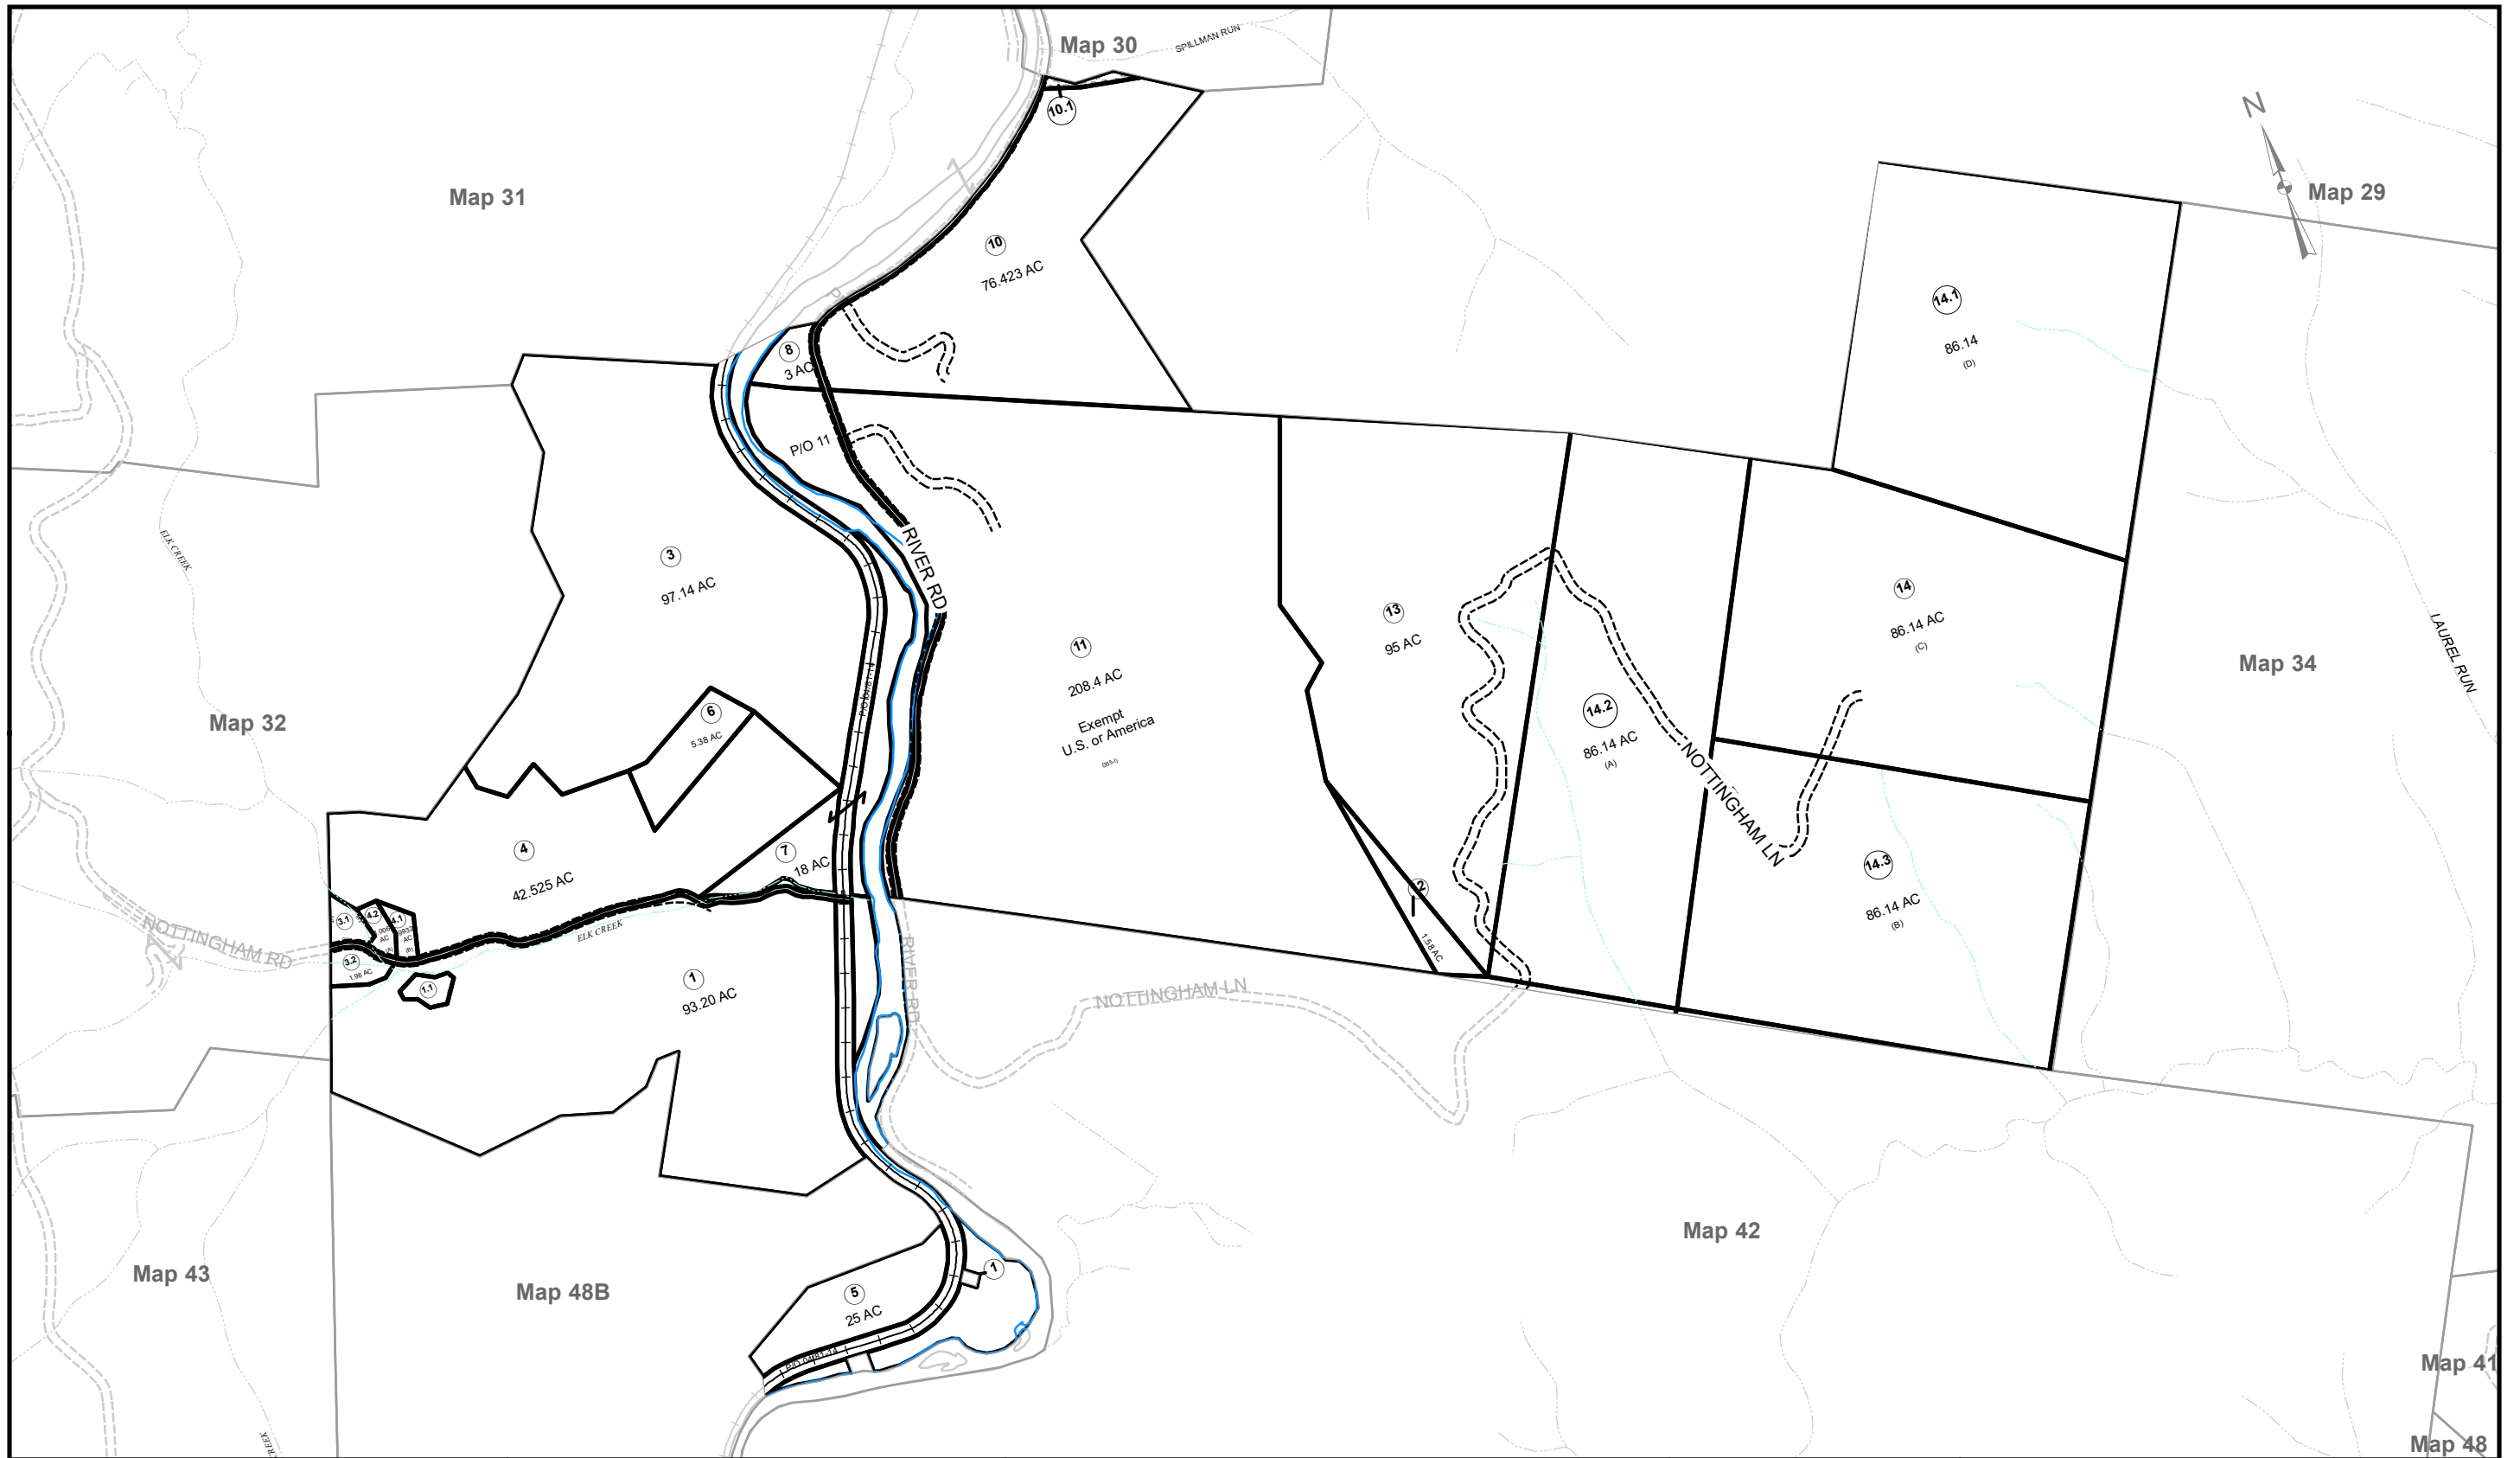 Map 30
SPILLMAN RUN
10.1
N
Map 29
Map 31
10
76.423 AC
14.1
86.14
(D)
8
3 AC
P/O 11
RIVER RD
ELK CREEK
3
97.14 AC
13
95 AC
14
86.14 AC
(C)
11
208.4 AC
Exempt
U.S. or America
LAUREL RUN
Map 34
14.2
86.14 AC
(A)
NOTTINGHAM LN
6
5.38 AC
Map 32
4
42.525 AC
7
18 AC
14.3
86.14 AC
(B)
2
1.58 AC
3.1
4.2
4.1
AC
(A)
AC
(B)
NOTTINGHAM RD
ELK CREEK
3.2
1.96 AC
1.1
1
93.20 AC
RIVER RD
NOTTINGHAM LN
Map 42
Map 43
Map 48B
1
5
25 AC
Map 41
Map 48